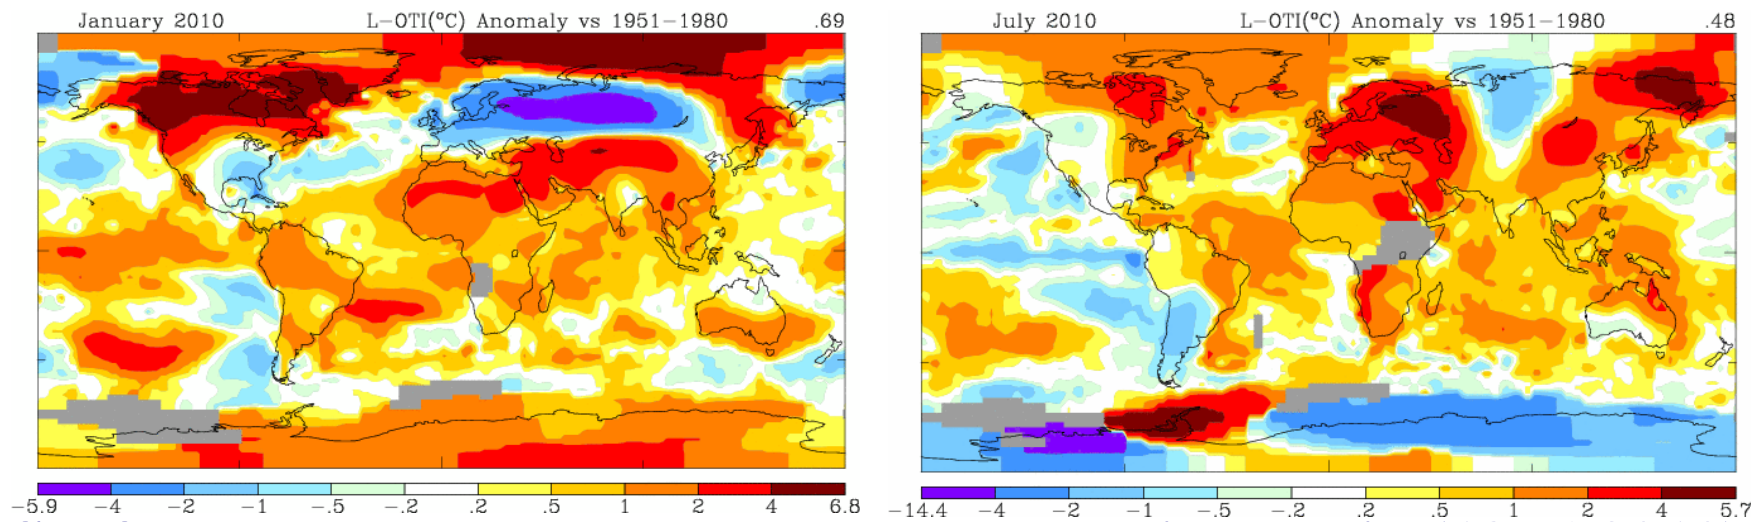 January 2010 L-OTI(°C) Anomaly vs 1951-1980 .69
-5.9 -4 -2 -1 -.5 -.2 .2 .5 1 2 4 6.8
July 2010 L-OTI(°C) Anomaly vs 1951-1980 .48
-14.4 -4 -2 -1 -.5 -.2 .2 .5 1 2 4 5.7